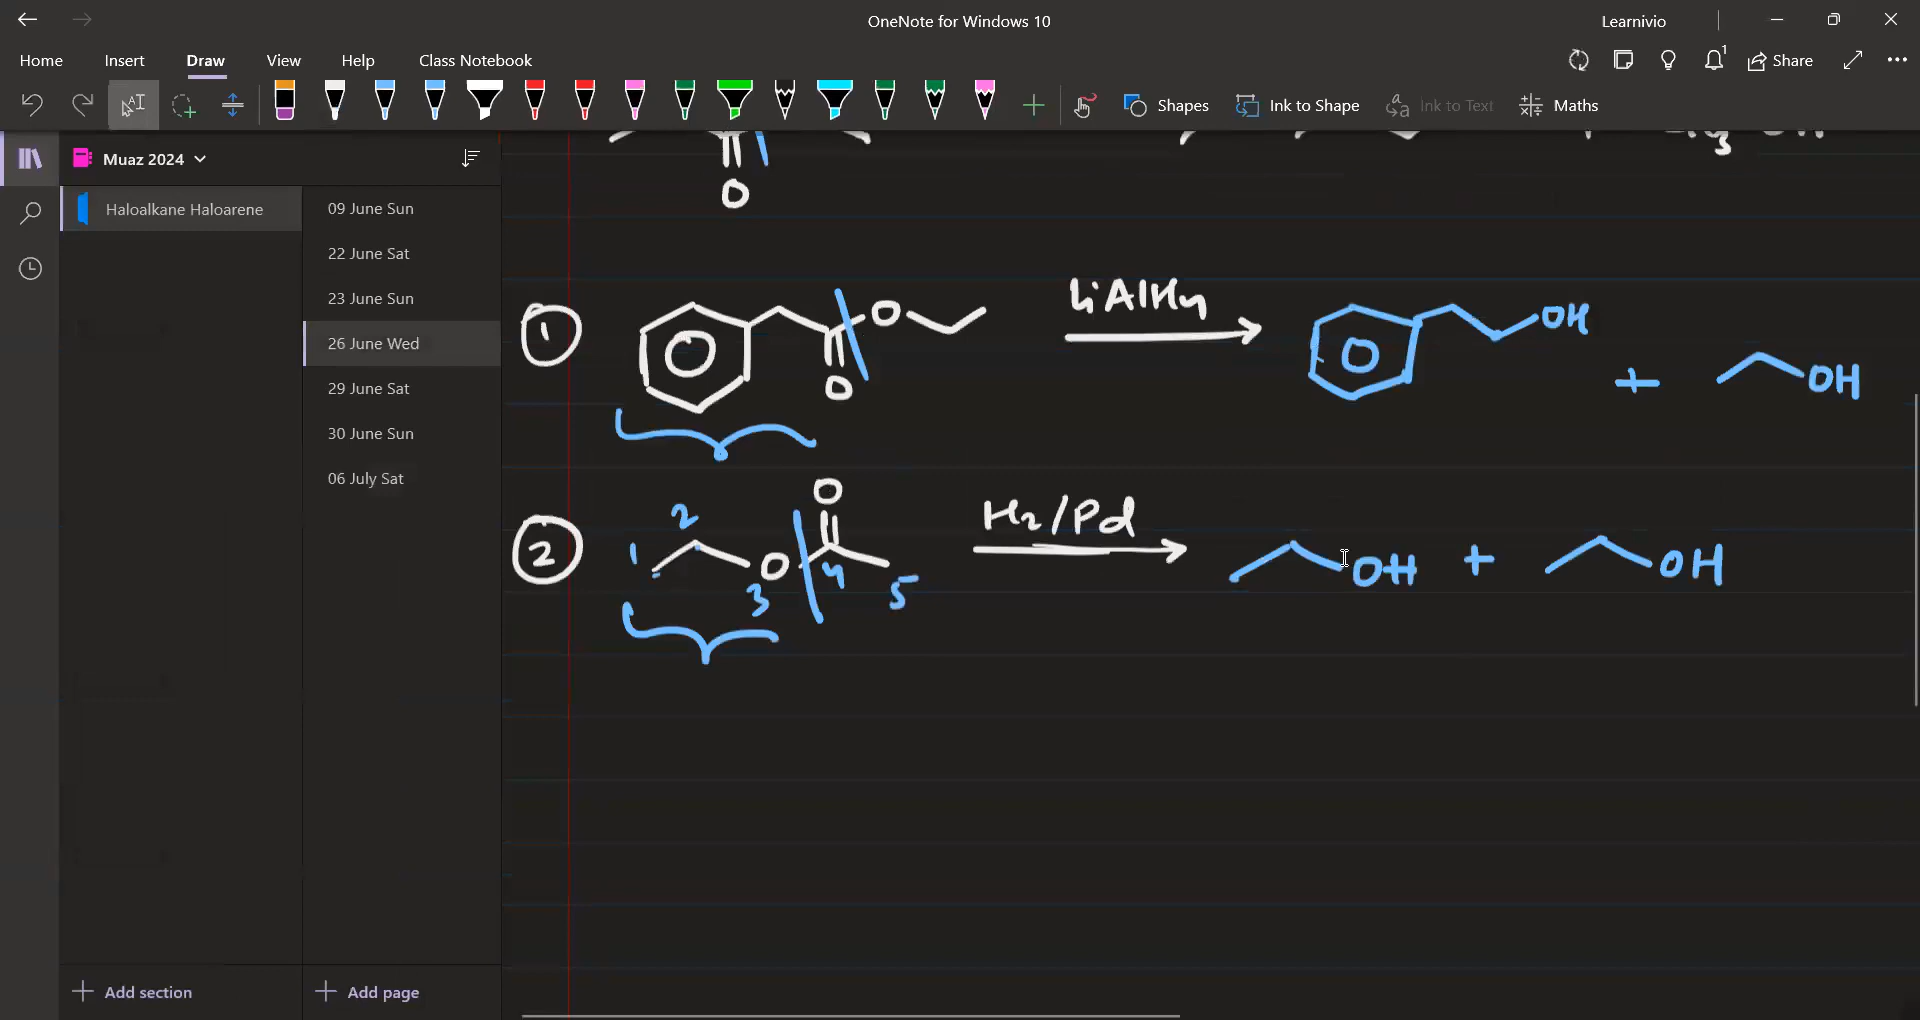 OneNote for Windows 10
Learnivio
Home Insert Draw View Help Class Notebook
Share
Shapes Ink to Shape Ink to Text Maths
Muaz 2024
Haloalkane Haloarene
09 June Sun
22 June Sat
23 June Sun
26 June Wed
29 June Sat
30 June Sun
06 July Sat
O
1 O O LiAlH4 OH + OH
2 1 2 3 O O 4 5 H2/Pd OH + OH
Add section
Add page